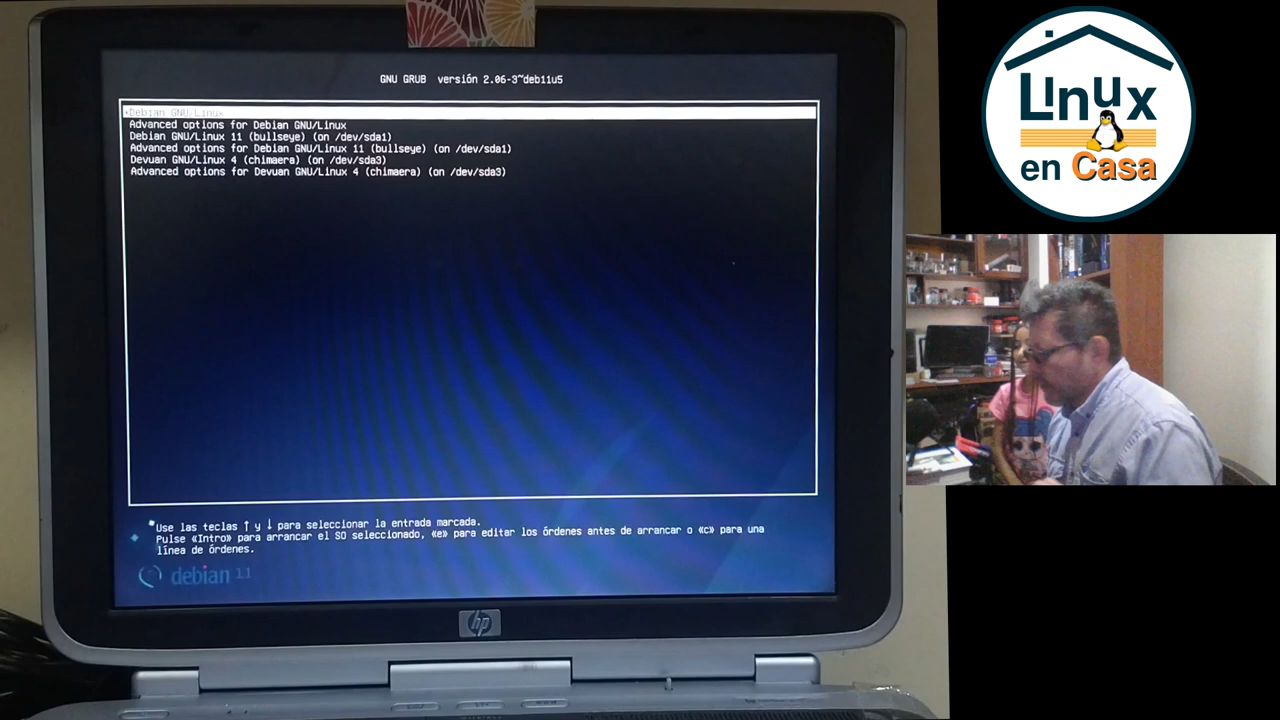 GNU GRUB versión 2.06-3~deb11u5
*Debian GNU/Linux
Advanced options for Debian GNU/Linux
Debian GNU/Linux 11 (bullseye) (on /dev/sda1)
Advanced options for Debian GNU/Linux 11 (bullseye) (on /dev/sda1)
Devuan GNU/Linux 4 (chimaera) (on /dev/sda3)
Advanced options for Devuan GNU/Linux 4 (chimaera) (on /dev/sda3)
Use las teclas ↑ y ↓ para seleccionar la entrada marcada.
Pulse «Intro» para arrancar el SO seleccionado, «e» para editar los órdenes antes de arrancar o «c» para una
línea de órdenes.
debian 11
hp
Linux
en Casa